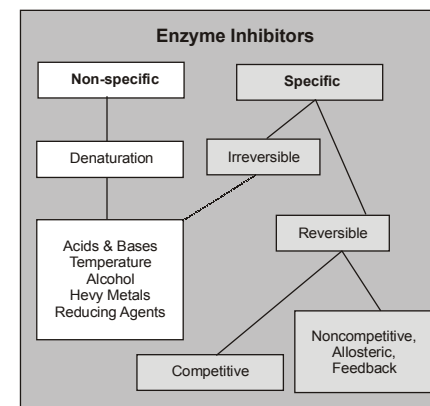 Enzyme Inhibitors
Non-specific
Specific
Denaturation
Irreversible
Acids & Bases
Temperature
Alcohol
Hevy Metals
Reducing Agents
Reversible
Competitive
Noncompetitive,
Allosteric,
Feedback